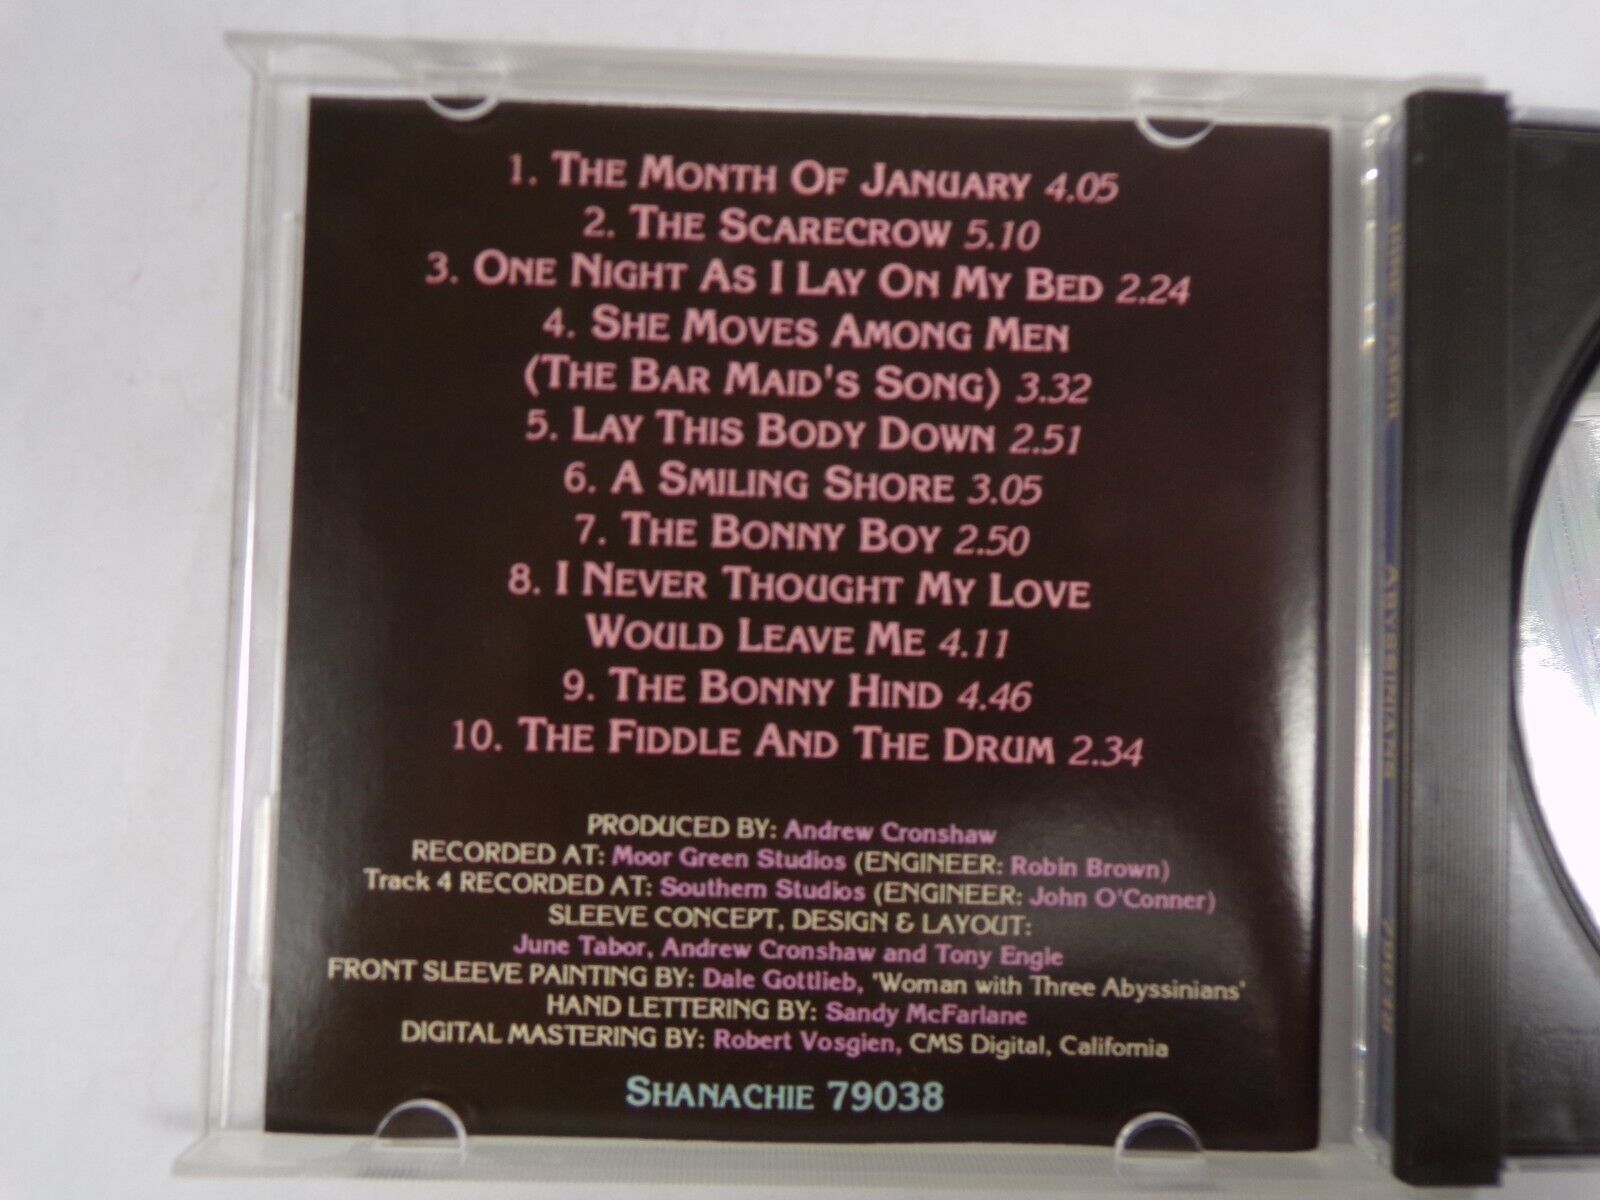 1. THE MONTH OF JANUARY 4.05
2. THE SCARECROW 5.10
3. ONE NIGHT AS I LAY ON MY BED 2.24
4. SHE MOVES AMONG MEN
(THE BAR MAID'S SONG) 3.32
5. LAY THIS BODY DOWN 2.51
6. A SMILING SHORE 3.05
7. THE BONNY BOY 2.50
8. I NEVER THOUGHT MY LOVE
WOULD LEAVE ME 4.11
9. THE BONNY HIND 4.46
10. THE FIDDLE AND THE DRUM 2.34
PRODUCED BY: Andrew Cronshaw
RECORDED AT: Moor Green Studios (ENGINEER: Robin Brown)
Track 4 RECORDED AT: Southern Studios (ENGINEER: John O'Conner)
SLEEVE CONCEPT, DESIGN & LAYOUT:
June Tabor, Andrew Cronshaw and Tony Engle
FRONT SLEEVE PAINTING BY: Dale Gottlieb, 'Woman with Three Abyssinians'
HAND LETTERING BY: Sandy McFarlane
DIGITAL MASTERING BY: Robert Vosgien, CMS Digital, California
SHANACHIE 79038
JUNE TABOR ABYSSINIANS 79038